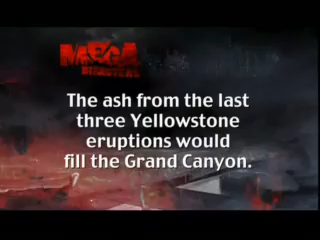 MEGA
DISASTERS
The ash from the last
three Yellowstone
eruptions would
fill the Grand Canyon.